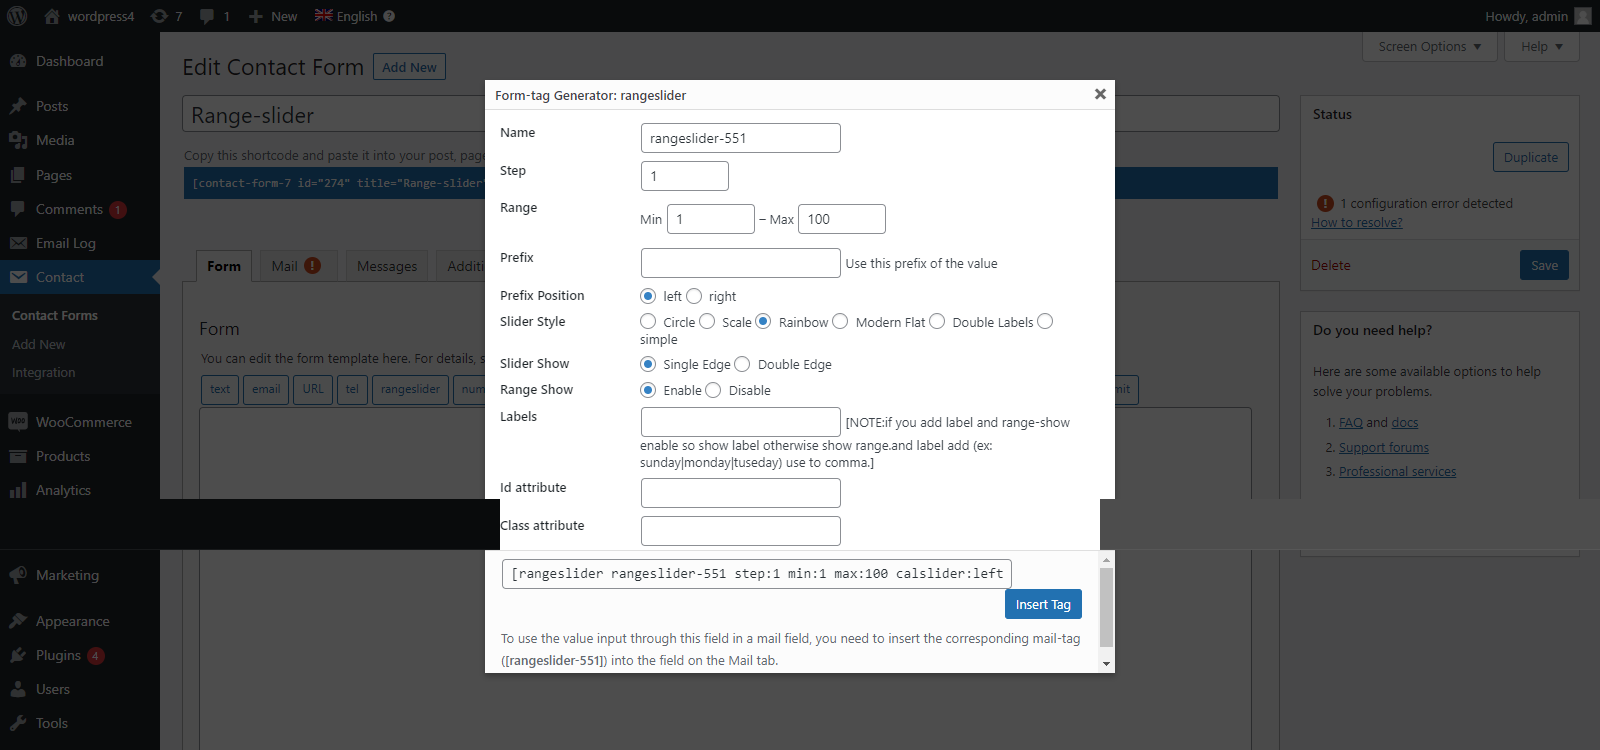 wordpress4 7 1 New English Howdy, admin
Dashboard
Posts
Media
Pages
Comments 1
Email Log
Contact
Contact Forms
Add New
Integration
WooCommerce
Products
Analytics
Marketing
Appearance
Plugins 4
Users
Tools
Screen Options Help
Edit Contact Form Add New
Range-slider
Copy this shortcode and paste it into your post, page
[contact-form-7 id="274" title="Range-slider"
Form Mail Messages Additi
Form
You can edit the form template here. For details, s
text email URL tel rangeslider num mit
Form-tag Generator: rangeslider
Name rangeslider-551
Step 1
Range Min 1 – Max 100
Prefix Use this prefix of the value
Prefix Position left right
Slider Style Circle Scale Rainbow Modern Flat Double Labels
simple
Slider Show Single Edge Double Edge
Range Show Enable Disable
Labels [NOTE:if you add label and range-show
enable so show label otherwise show range.and label add (ex:
sunday|monday|tuseday) use to comma.]
Id attribute
Class attribute
[rangeslider rangeslider-551 step:1 min:1 max:100 calslider:left
Insert Tag
To use the value input through this field in a mail field, you need to insert the corresponding mail-tag
([rangeslider-551]) into the field on the Mail tab.
Status
Duplicate
1 configuration error detected
How to resolve?
Delete Save
Do you need help?
Here are some available options to help
solve your problems.
1. FAQ and docs
2. Support forums
3. Professional services